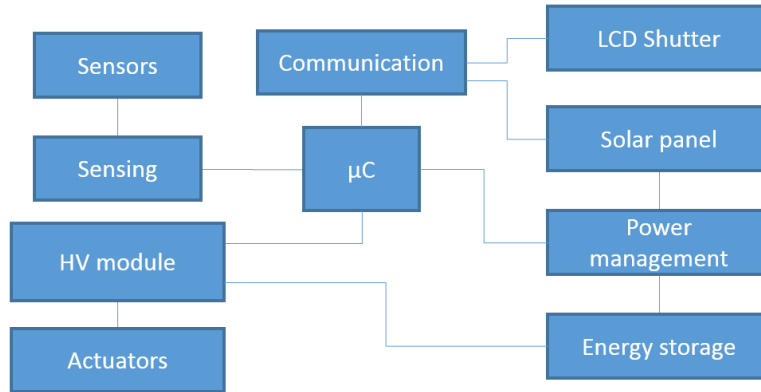 Sensors
Communication
LCD Shutter
Sensing
µC
Solar panel
HV module
Power
management
Actuators
Energy storage